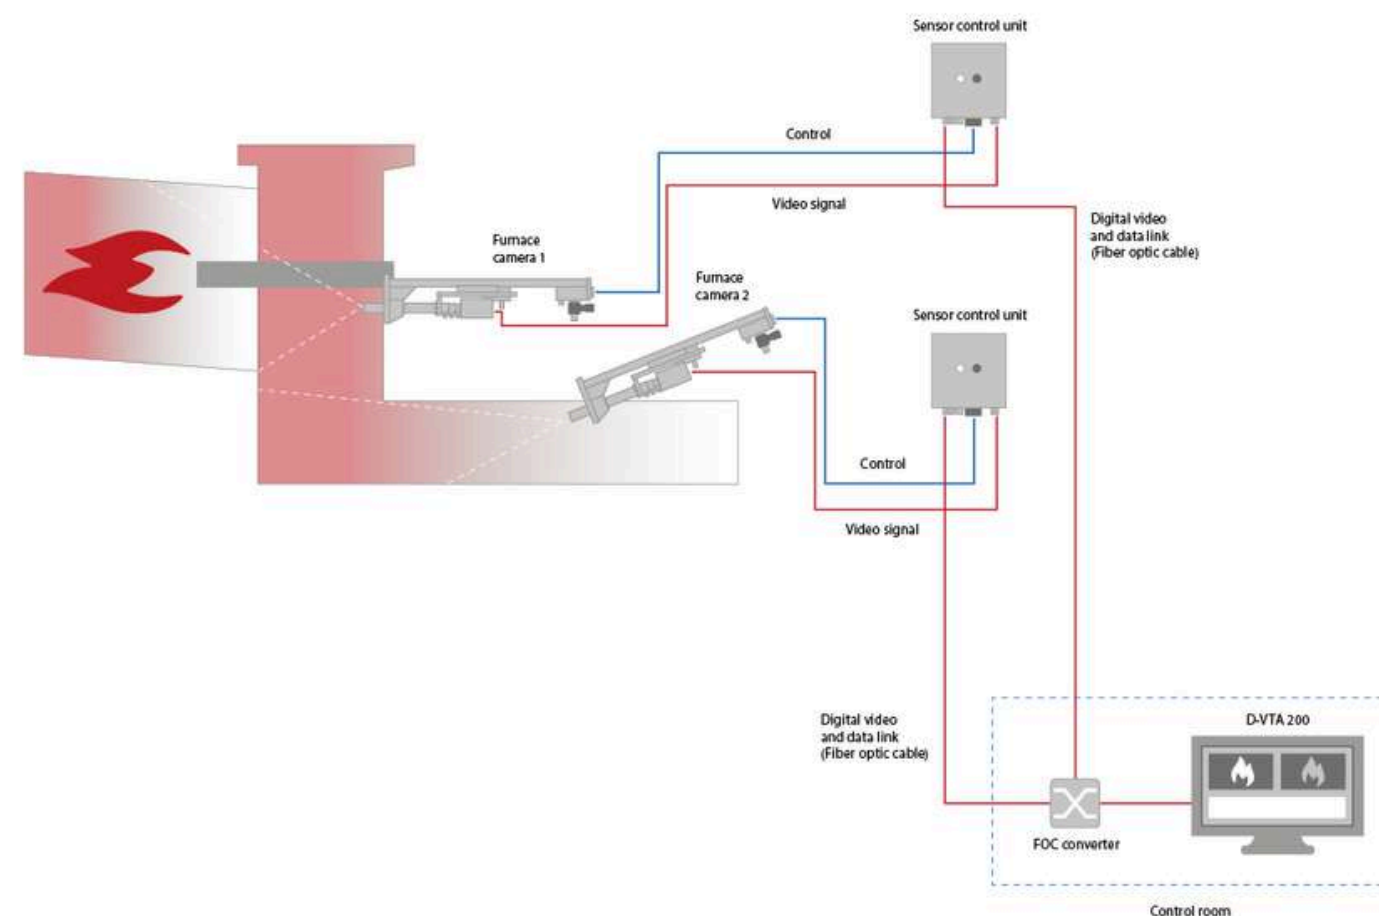 Sensor control unit
Control
Video signal
Digital video
and data link
(Fiber optic cable)
Furnace
camera 1
Furnace
camera 2
Sensor control unit
Control
Video signal
Digital video
and data link
(Fiber optic cable)
D-VTA 200
FOC converter
Control room